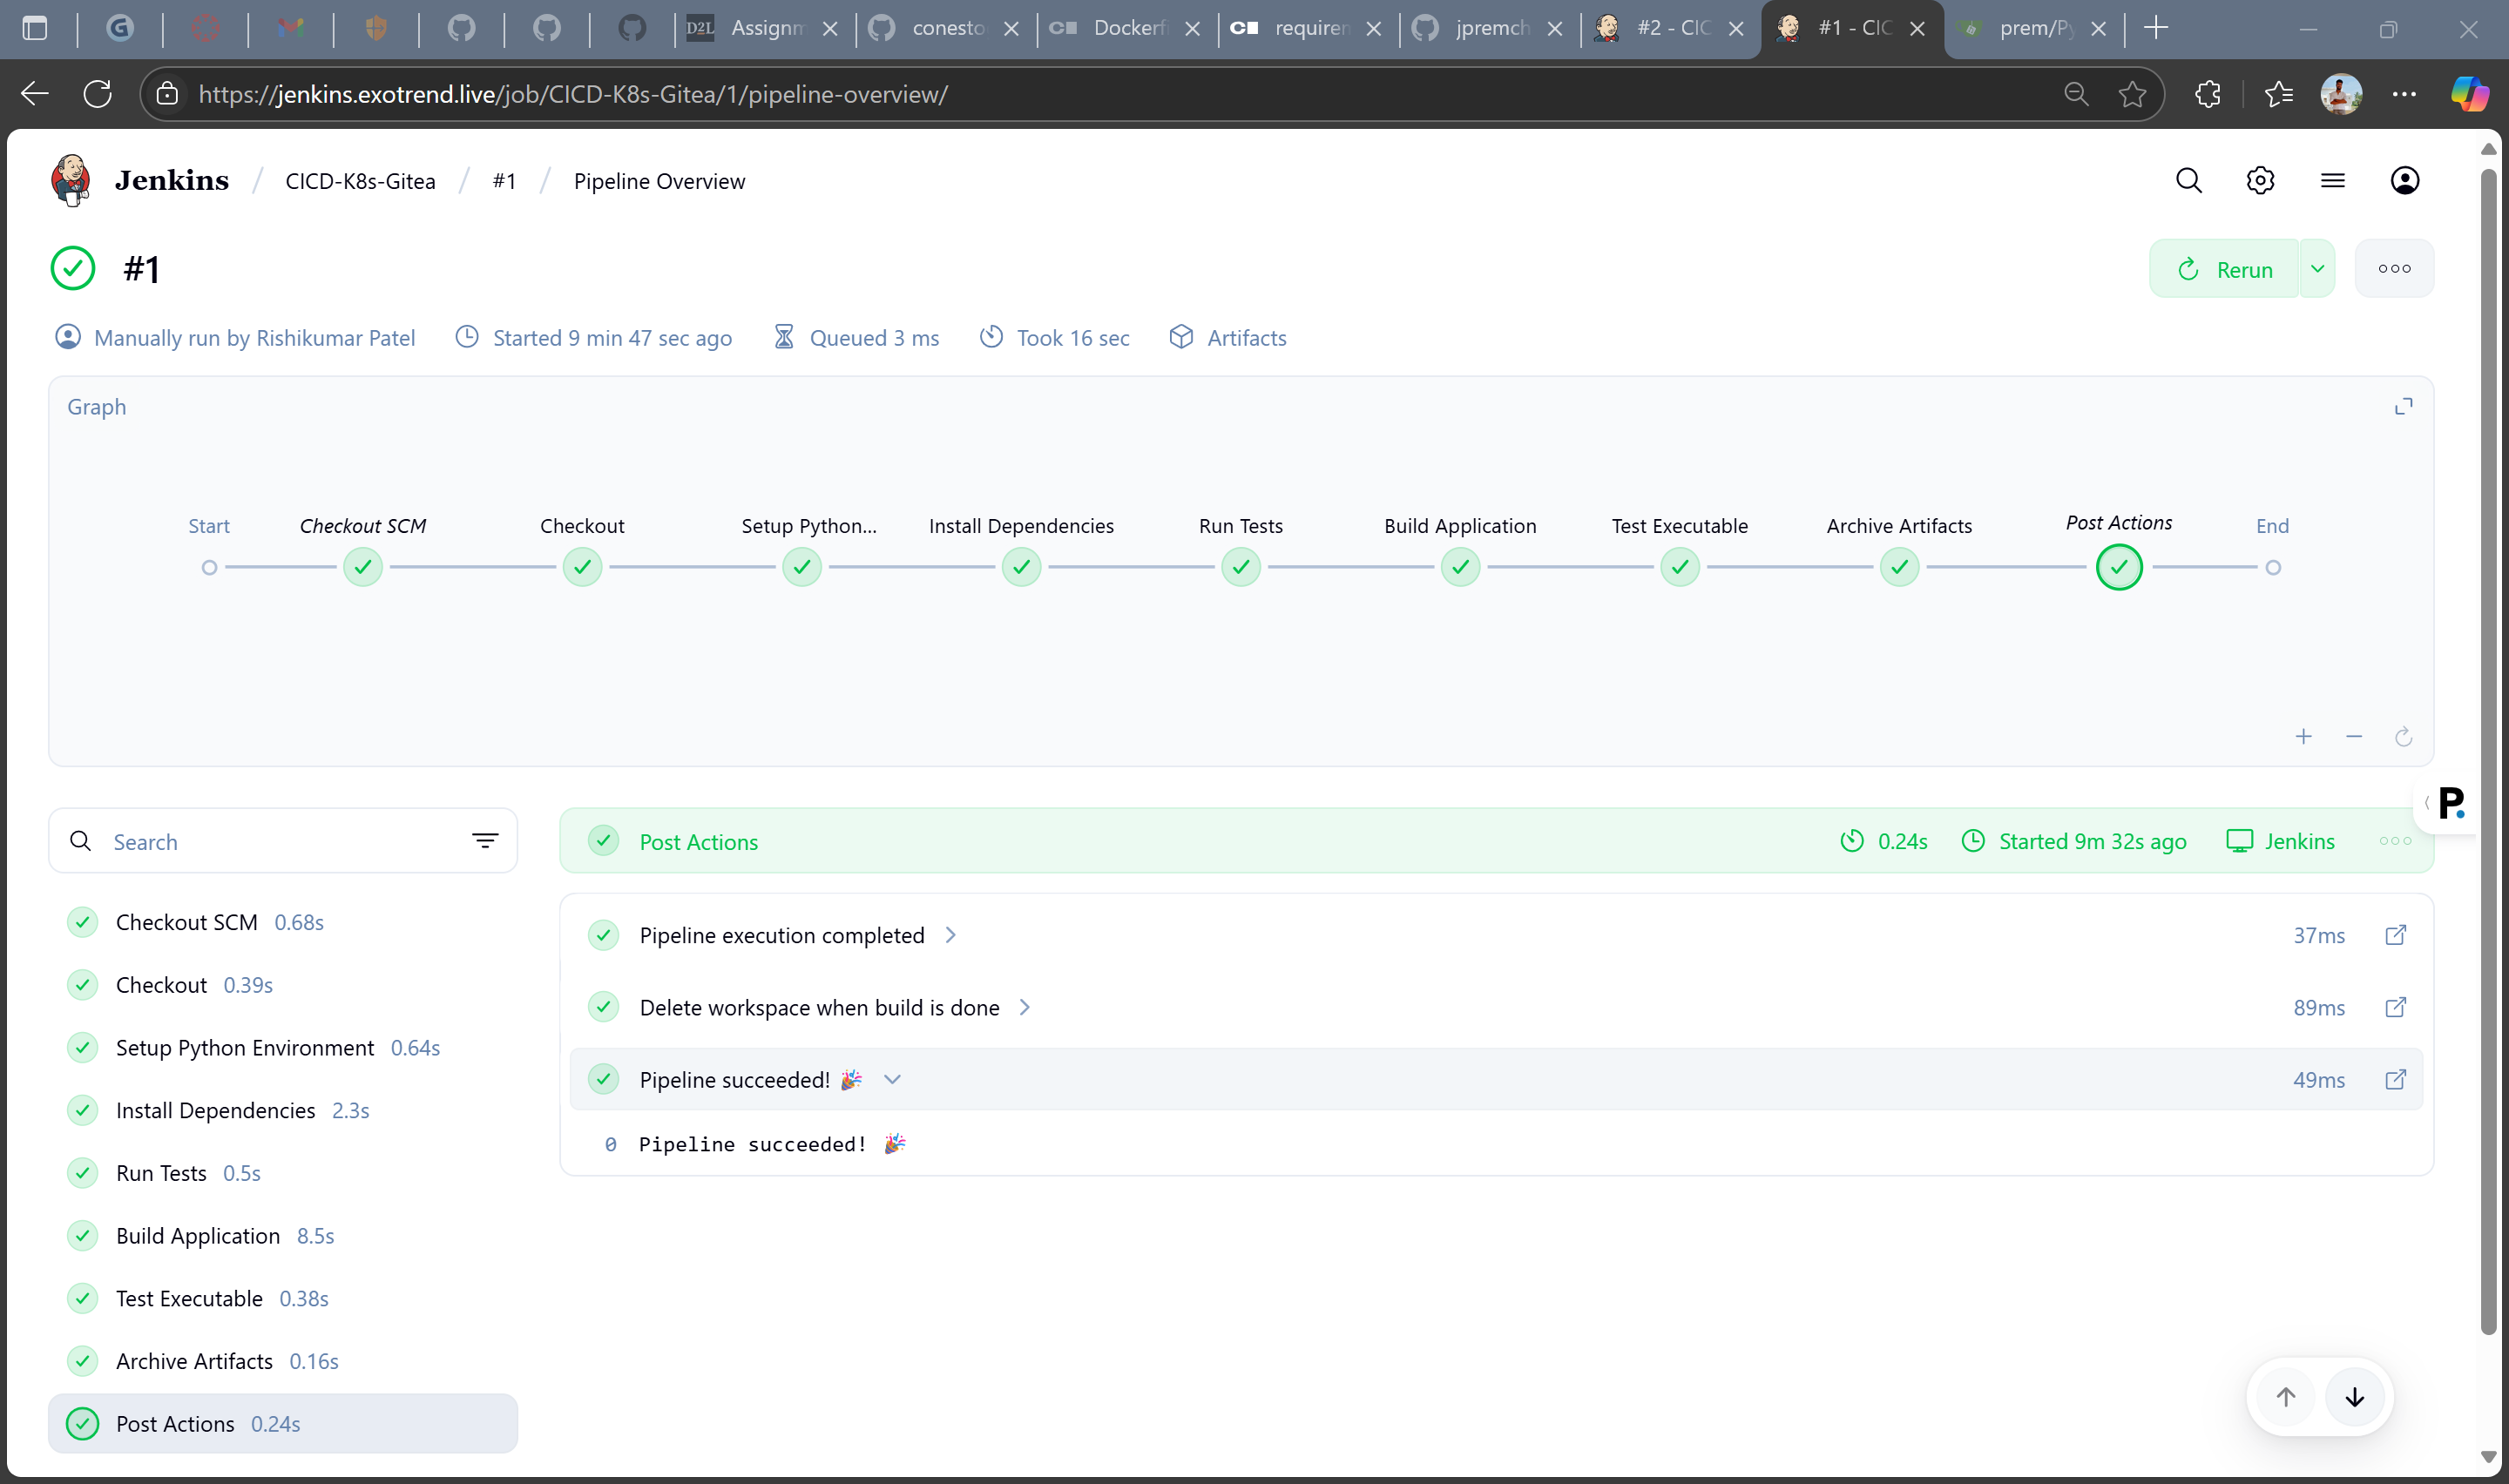 D2L Assignm
conesto
Dockerfi
requiren
jpremch
#2 - CIC
#1 - CIC
prem/Py
https://jenkins.exotrend.live/job/CICD-K8s-Gitea/1/pipeline-overview/
Jenkins / CICD-K8s-Gitea / #1 / Pipeline Overview
#1
Rerun
Manually run by Rishikumar Patel Started 9 min 47 sec ago Queued 3 ms Took 16 sec Artifacts
Graph
Start Checkout SCM Checkout Setup Python... Install Dependencies Run Tests Build Application Test Executable Archive Artifacts Post Actions End
P.
Search
Checkout SCM 0.68s
Checkout 0.39s
Setup Python Environment 0.64s
Install Dependencies 2.3s
Run Tests 0.5s
Build Application 8.5s
Test Executable 0.38s
Archive Artifacts 0.16s
Post Actions 0.24s
Post Actions 0.24s Started 9m 32s ago Jenkins
Pipeline execution completed 37ms
Delete workspace when build is done 89ms
Pipeline succeeded! 🎉 49ms
0 Pipeline succeeded! 🎉